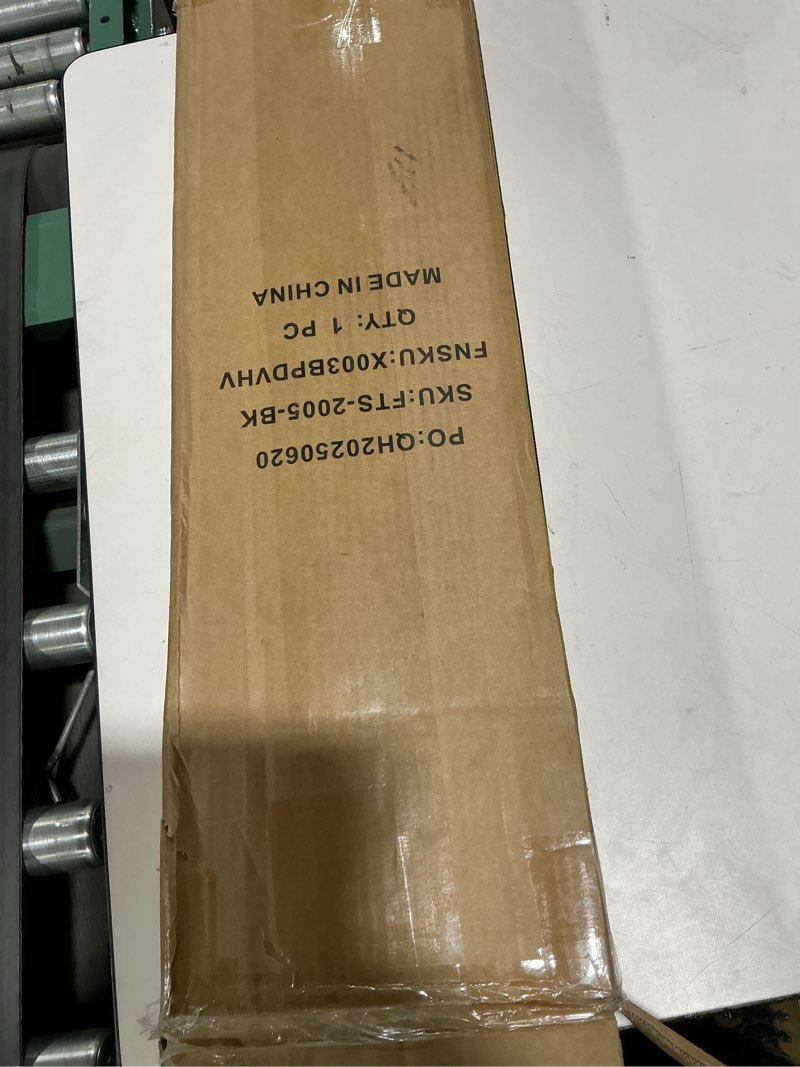 PO:QH20250620
SKU:FTS-2005-BK
FNSKU:X003BPDVHV
QTY: 1 PC
MADE IN CHINA